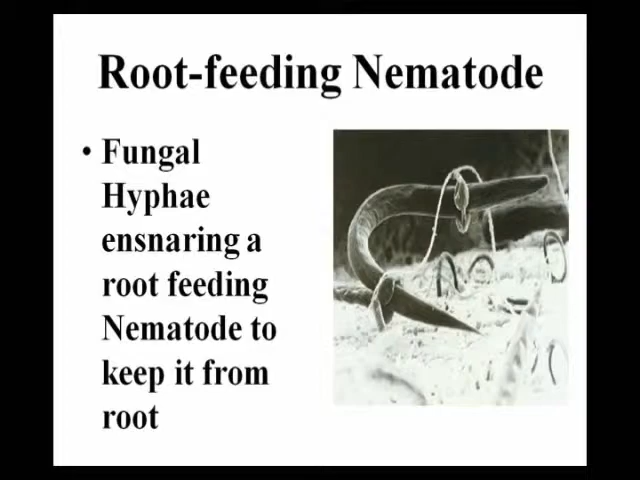 Root-feeding Nematode
• Fungal
Hyphae
ensnaring a
root feeding
Nematode to
keep it from
root